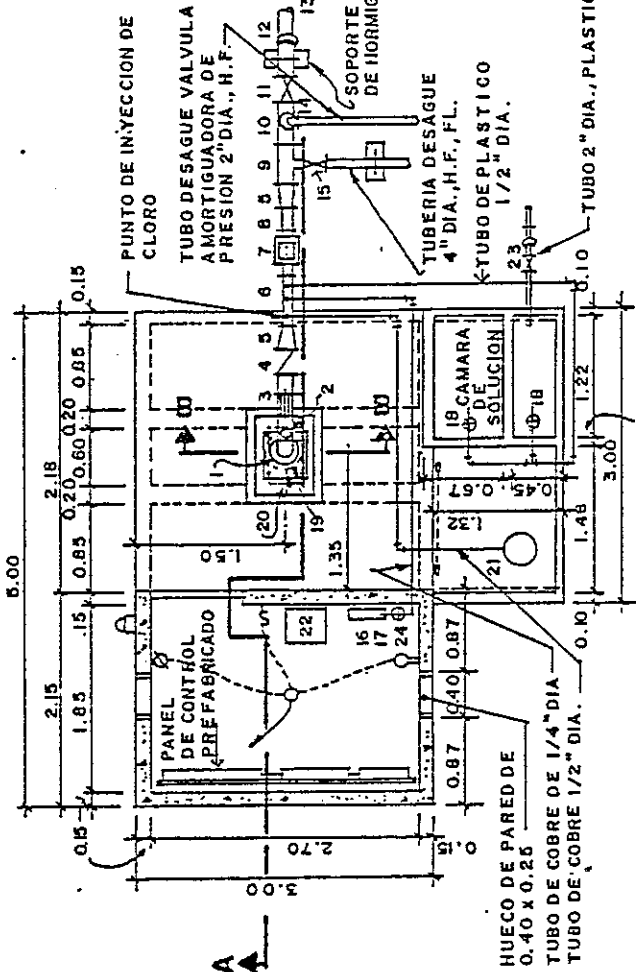 5.00
2.15
2.18
0.15
1.85
.15
0.85
0.20
0.60
0.20
0.85
0.15
PUNTO DE INYECCION DE
CLORO
TUBO DESAGUE VALVULA
AMORTIGUADORA DE
PRESION 2" DIA., H.F.
SOPORTE
DE HORMIG
TUBERIA DESAGUE
4" DIA., H.F., FL.
TUBO DE PLASTICO
1/2" DIA.
TUBO 2" DIA., PLASTIC
1
2
3
4
5
6
7
8
5
9
10
11
12
13
14
15
PANEL
DE CONTROL
PREFABRICADO
S
22
16
17
24
20
19
1.50
1.35
B
B
18 CAMARA
DE
SOLUCION
18
23
21
0.45
0.67
1.32
0.10
1.22
1.48
0.10
3.00
0.87
0.40
0.87
2.70
0.15
3.00
A
HUECO DE PARED DE
0.40 x 0.25
TUBO DE COBRE DE 1/4" DIA
TUBO DE COBRE 1/2" DIA.